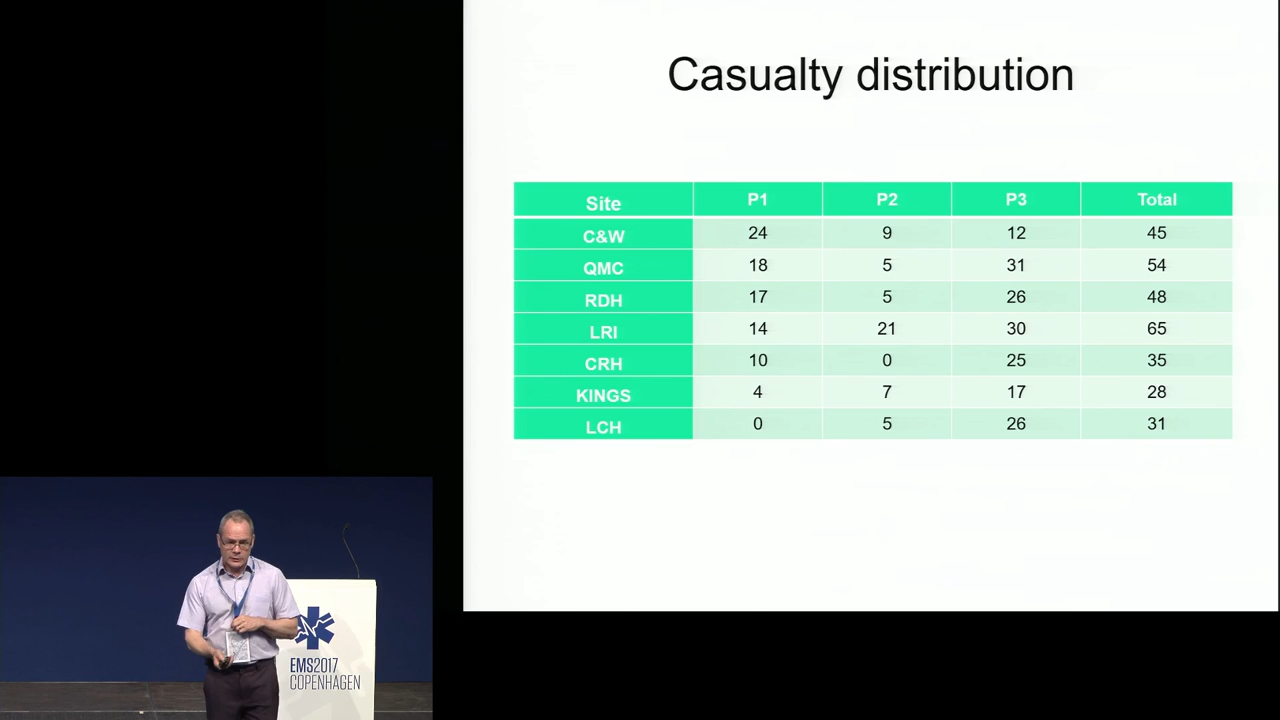 Casualty distribution
Site P1 P2 P3 Total
C&W 24 9 12 45
QMC 18 5 31 54
RDH 17 5 26 48
LRI 14 21 30 65
CRH 10 0 25 35
KINGS 4 7 17 28
LCH 0 5 26 31
EMS2017
COPENHAGEN